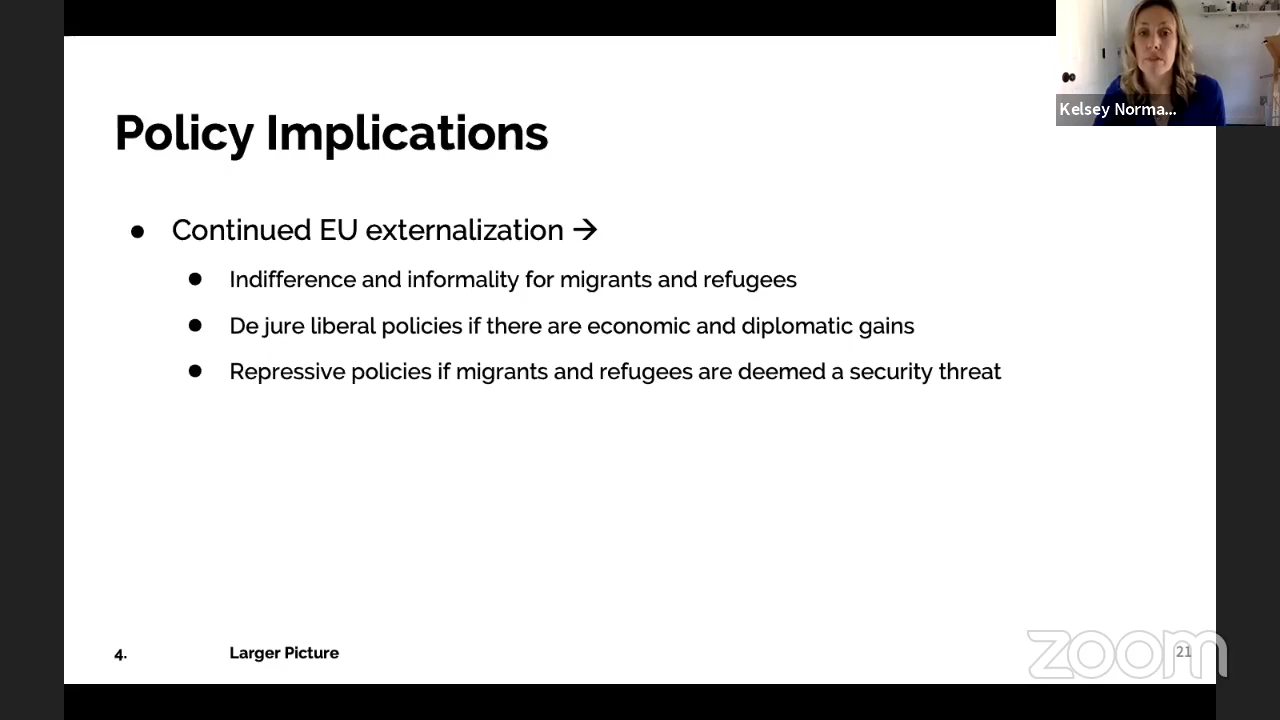 Kelsey Norma...
Policy Implications
● Continued EU externalization →
● Indifference and informality for migrants and refugees
● De jure liberal policies if there are economic and diplomatic gains
● Repressive policies if migrants and refugees are deemed a security threat
4. Larger Picture
zoom
21